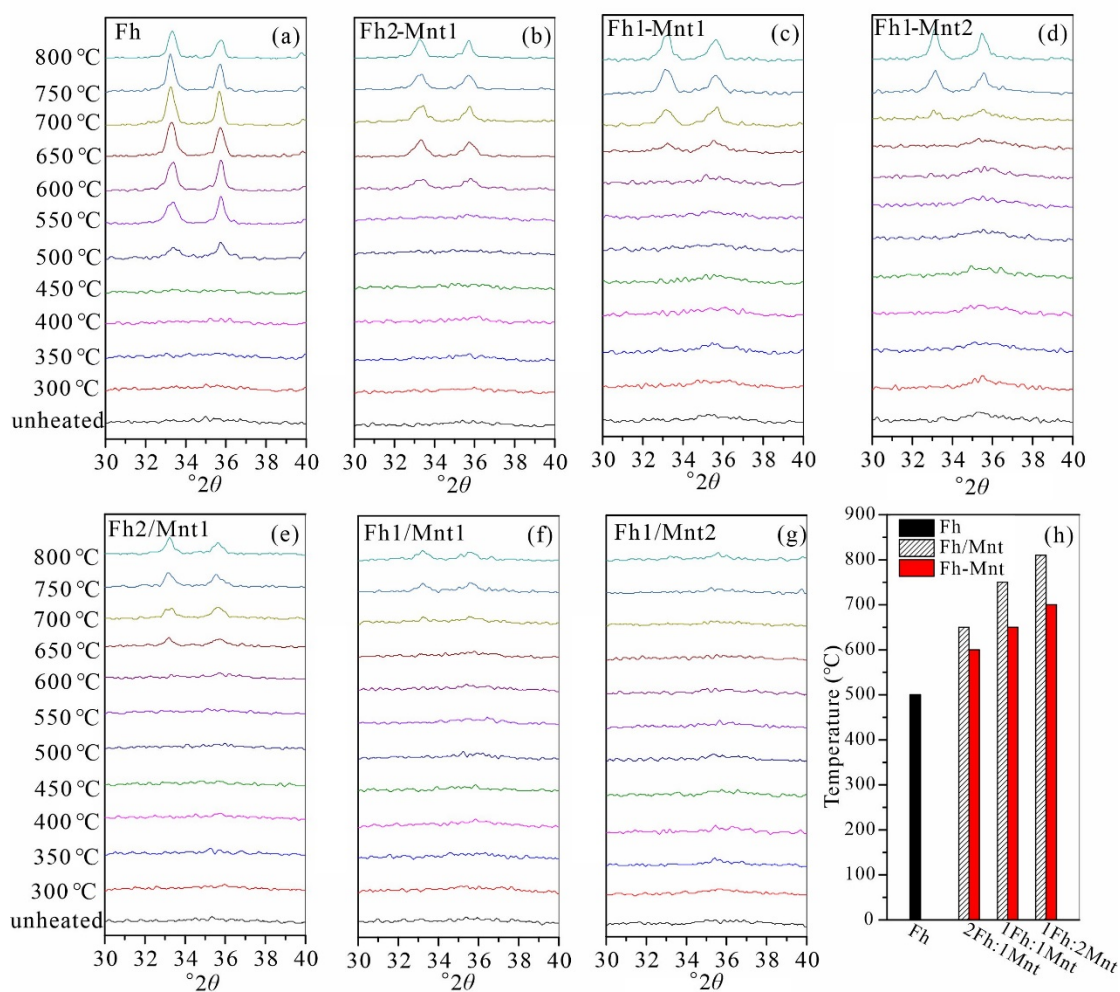 Fh
(a)
800 °C
750 °C
700 °C
650 °C
600 °C
550 °C
500 °C
450 °C
400 °C
350 °C
300 °C
unheated
30 32 34 36 38 40
°2θ
Fh2-Mnt1
(b)
30 32 34 36 38 40
°2θ
Fh1-Mnt1
(c)
30 32 34 36 38 40
°2θ
Fh1-Mnt2
(d)
30 32 34 36 38 40
°2θ
Fh2/Mnt1
(e)
800 °C
750 °C
700 °C
650 °C
600 °C
550 °C
500 °C
450 °C
400 °C
350 °C
300 °C
unheated
30 32 34 36 38 40
°2θ
Fh1/Mnt1
(f)
30 32 34 36 38 40
°2θ
Fh1/Mnt2
(g)
30 32 34 36 38 40
°2θ
(h)
Fh
Fh/Mnt
Fh-Mnt
Temperature (°C)
900
800
700
600
500
400
300
200
100
0
Fh
2Fh:1Mnt
1Fh:1Mnt
1Fh:2Mnt